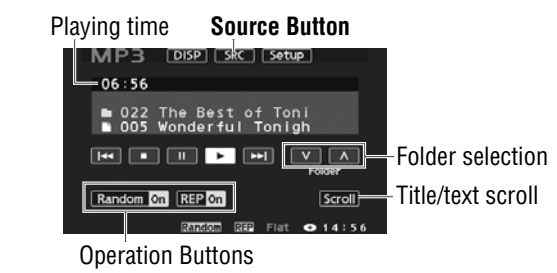 Playing time Source Button
MP3 DISP SRC Setup
06:56
022 The Best of Toni
005 Wonderful Tonigh
Folder
Folder selection
Random On REP On Scroll
Title/text scroll
Random REP Flat 14:56
Operation Buttons